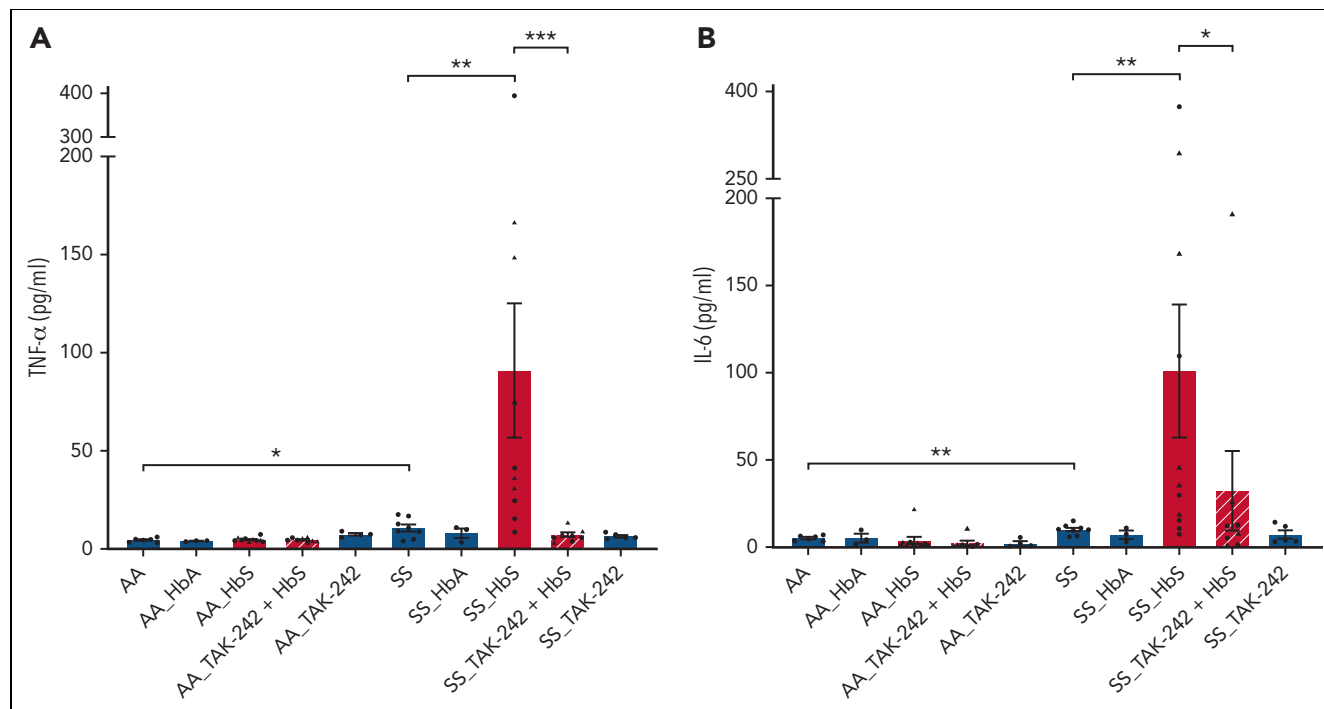 A
***
**
400
300
200
150
100
50
0
TNF-α (pg/ml)
*
AA
AA_HbA
AA_HbS
AA_TAK-242 + HbS
AA_TAK-242
SS
SS_HbA
SS_HbS
SS_TAK-242 + HbS
SS_TAK-242
B
*
**
400
250
200
150
100
50
0
IL-6 (pg/ml)
**
AA
AA_HbA
AA_HbS
AA_TAK-242 + HbS
AA_TAK-242
SS
SS_HbA
SS_HbS
SS_TAK-242 + HbS
SS_TAK-242